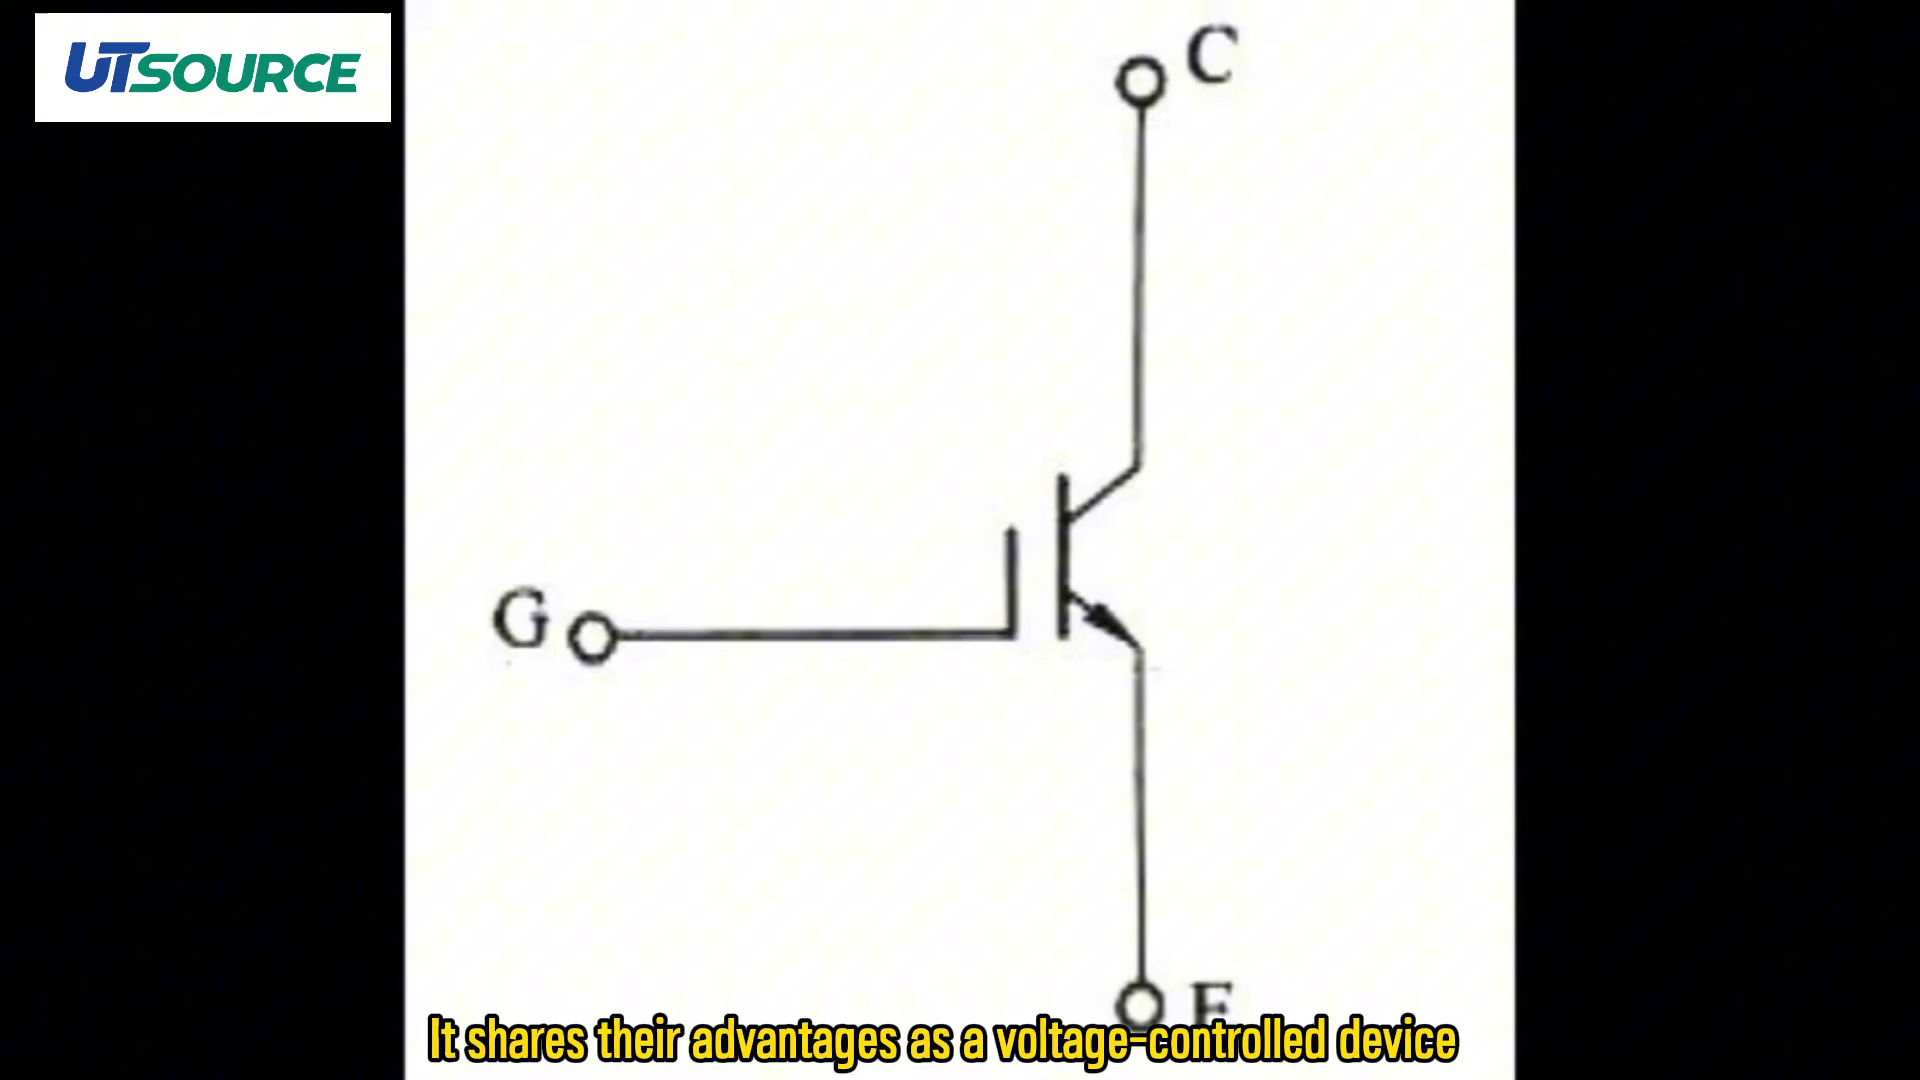 UTSOURCE
C
G
E
It shares their advantages as a voltage-controlled device